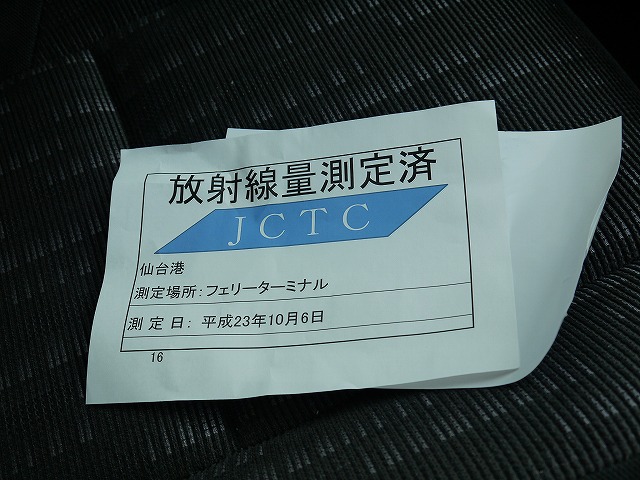 放射線量測定済
JCTC
仙台港
測定場所：フェリーターミナル
測 定 日： 平成23年10月6日
16